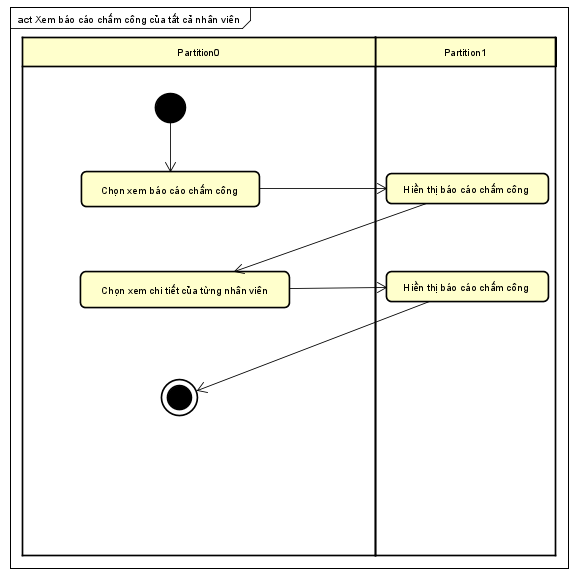 act Xem báo cáo chấm công của tất cả nhân viên
Partition0
Partition1
Chọn xem báo cáo chấm công
Hiển thị báo cáo chấm công
Chọn xem chi tiết của từng nhân viên
Hiển thị báo cáo chấm công